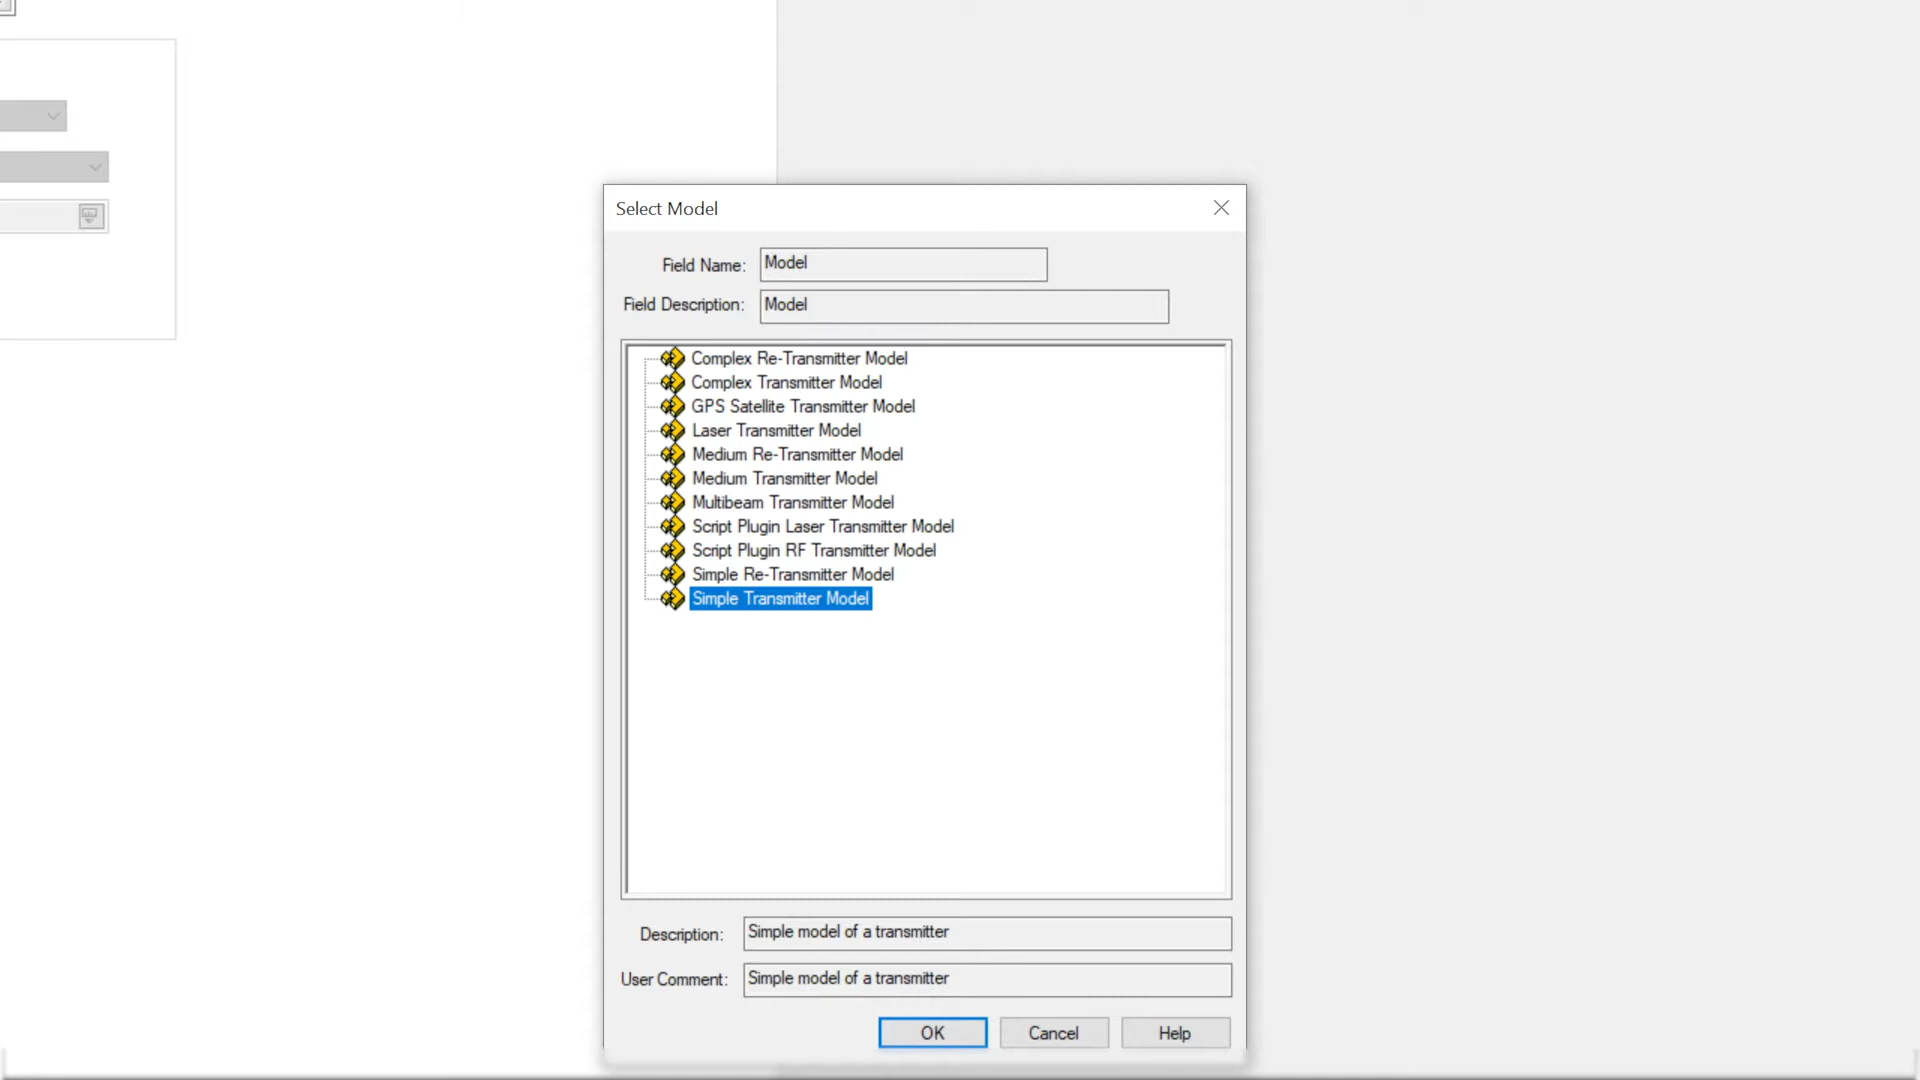 Select Model
Field Name: Model
Field Description: Model
Complex Re-Transmitter Model
Complex Transmitter Model
GPS Satellite Transmitter Model
Laser Transmitter Model
Medium Re-Transmitter Model
Medium Transmitter Model
Multibeam Transmitter Model
Script Plugin Laser Transmitter Model
Script Plugin RF Transmitter Model
Simple Re-Transmitter Model
Simple Transmitter Model
Description: Simple model of a transmitter
User Comment: Simple model of a transmitter
OK Cancel Help